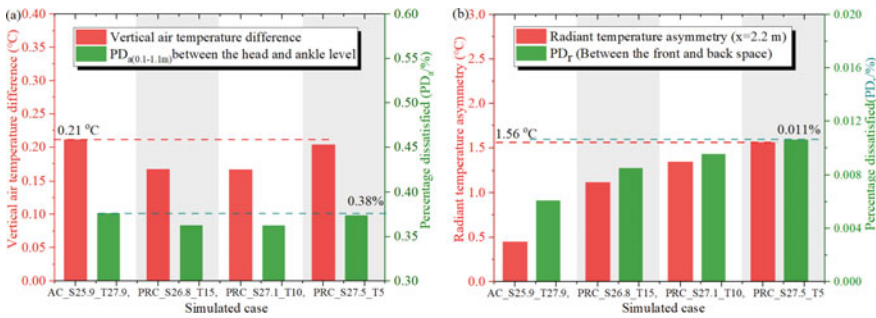 (a)
Vertical air temperature difference
PDa(0.1-1.1m) between the head and ankle level
0.40
0.35
0.30
0.25
0.20
0.15
0.10
0.05
0.00
Vertical air temperature difference (°C)
0.21 °C
0.38%
0.60
0.54
0.48
0.42
0.36
0.30
Percentage dissatisfied (PDa/%)
AC_S25.9_T27.9, PRC_S26.8_T15, PRC_S27.1_T10, PRC_S27.5_T5
Simulated case
(b)
Radiant temperature asymmetry (x=2.2 m)
PDr (Between the front and back space)
3.0
2.5
2.0
1.5
1.0
0.5
0.0
Radiant temperature asymmetry (°C)
1.56 °C
0.011%
0.020
0.016
0.012
0.008
0.004
0.000
Percentage dissatisfied(PDr/%)
AC_S25.9_T27.9, PRC_S26.8_T15, PRC_S27.1_T10, PRC_S27.5_T5
Simulated case